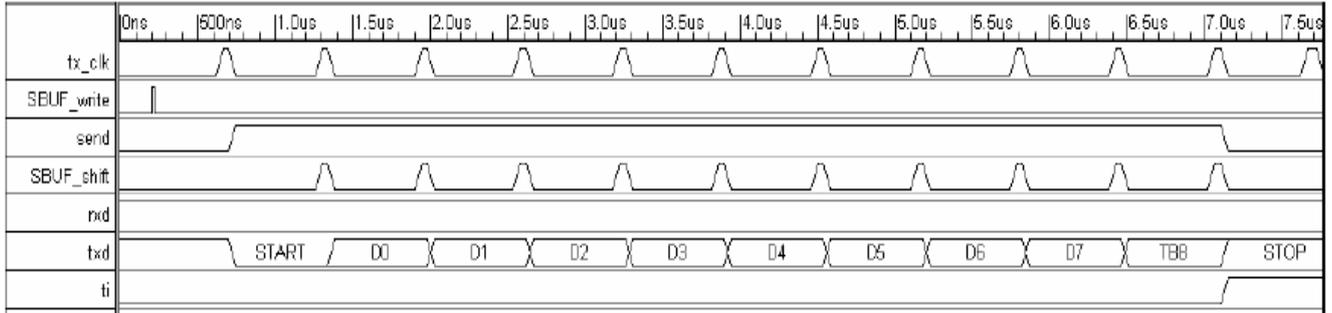 0ns 500ns 1.0us 1.5us 2.0us 2.5us 3.0us 3.5us 4.0us 4.5us 5.0us 5.5us 6.0us 6.5us 7.0us 7.5us
tx_clk
SBUF_write
send
SBUF_shift
rxd
txd START D0 D1 D2 D3 D4 D5 D6 D7 TB8 STOP
ti